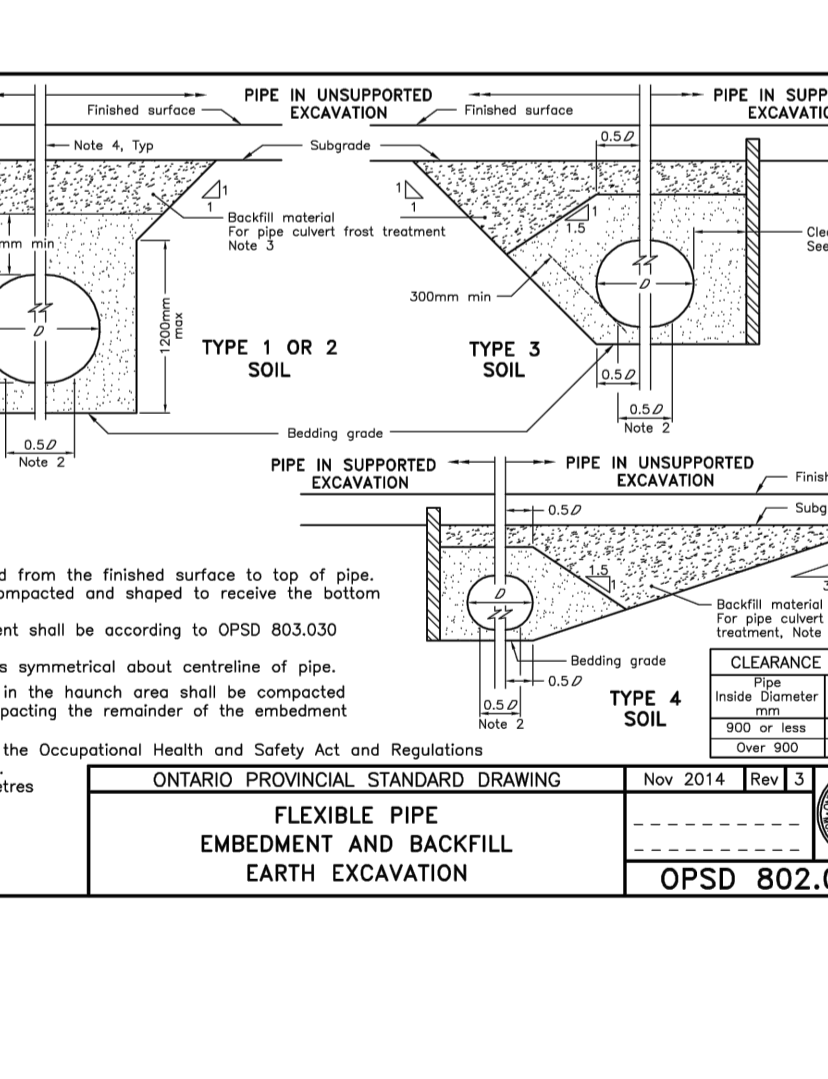 PIPE IN UNSUPPORTED
EXCAVATION
PIPE IN SUPP
EXCAVATIO
Finished surface
Finished surface
0.5D
Note 4, Typ
Subgrade
1
1
1
1
Backfill material
For pipe culvert frost treatment
Note 3
1
1.5
mm min
Clea
See
D
300mm min
1200mm
max
D
TYPE 1 OR 2
SOIL
TYPE 3
SOIL
0.5D
0.5D
Note 2
Bedding grade
0.5D
Note 2
PIPE IN SUPPORTED
EXCAVATION
PIPE IN UNSUPPORTED
EXCAVATION
Finish
0.5D
Subg
1.5
1
3
D
Backfill material
For pipe culvert
treatment, Note
Bedding grade
0.5D
0.5D
Note 2
TYPE 4
SOIL
d from the finished surface to top of pipe.
ompacted and shaped to receive the bottom
ent shall be according to OPSD 803.030
s symmetrical about centreline of pipe.
in the haunch area shall be compacted
pacting the remainder of the embedment
the Occupational Health and Safety Act and Regulations
etres
CLEARANCE
Pipe
Inside Diameter
mm
900 or less
Over 900
ONTARIO PROVINCIAL STANDARD DRAWING
Nov 2014
Rev
3
FLEXIBLE PIPE
EMBEDMENT AND BACKFILL
EARTH EXCAVATION
OPSD 802.0